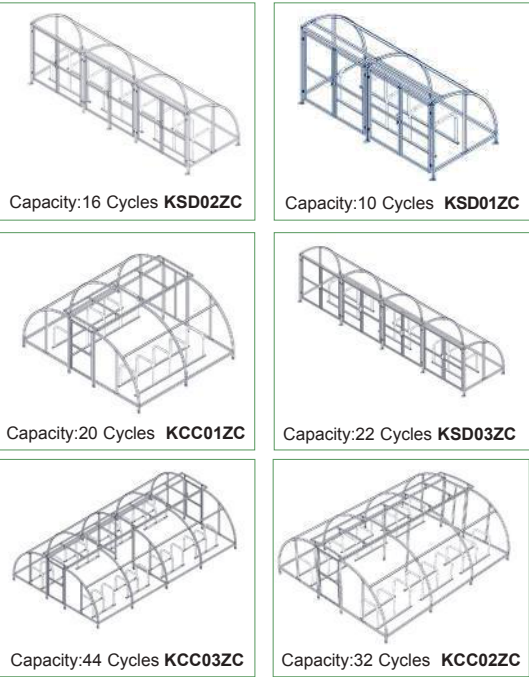 Capacity:16 Cycles KSD02ZC
Capacity:10 Cycles KSD01ZC
Capacity:20 Cycles KCC01ZC
Capacity:22 Cycles KSD03ZC
Capacity:44 Cycles KCC03ZC
Capacity:32 Cycles KCC02ZC